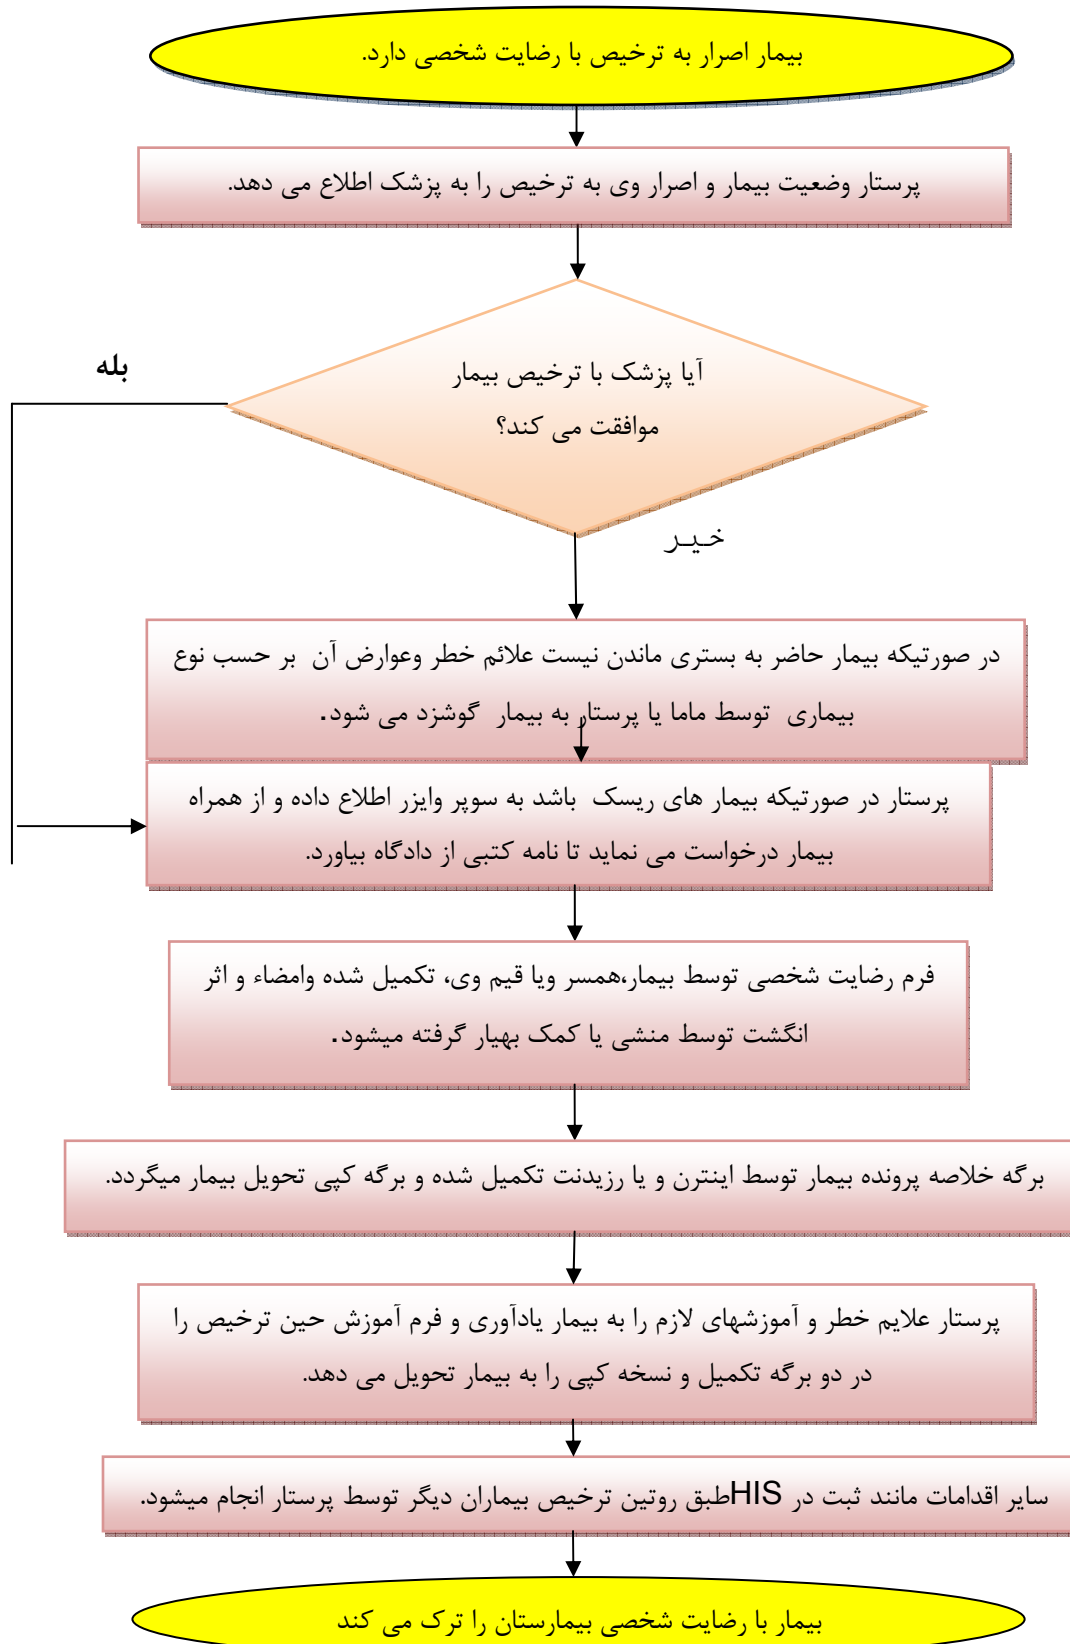 بیمار اصرار به ترخیص با رضایت شخصی دارد.
پرستار وضعیت بیمار و اصرار وی به ترخیص را به پزشک اطلاع می دهد.
آیا پزشک با ترخیص بیمار
موافقت می کند؟
بله
خیر
در صورتیکه بیمار حاضر به بستری ماندن نیست علائم خطر وعوارض آن بر حسب نوع
بیماری توسط ماما یا پرستار به بیمار گوشزد می شود.
پرستار در صورتیکه بیمار های ریسک باشد به سوپر وایزر اطلاع داده و از همراه
بیمار درخواست می نماید تا نامه کتبی از دادگاه بیاورد.
فرم رضایت شخصی توسط بیمار،همسر ویا قیم وی، تکمیل شده وامضاء و اثر
انگشت توسط منشی یا کمک بهیار گرفته میشود.
برگه خلاصه پرونده بیمار توسط اینترن و یا رزیدنت تکمیل شده و برگه کپی تحویل بیمار میگردد.
پرستار علایم خطر و آموزشهای لازم را به بیمار یادآوری و فرم آموزش حین ترخیص را
در دو برگه تکمیل و نسخه کپی را به بیمار تحویل می دهد.
سایر اقدامات مانند ثبت در HISطبق روتین ترخیص بیماران دیگر توسط پرستار انجام میشود.
بیمار با رضایت شخصی بیمارستان را ترک می کند